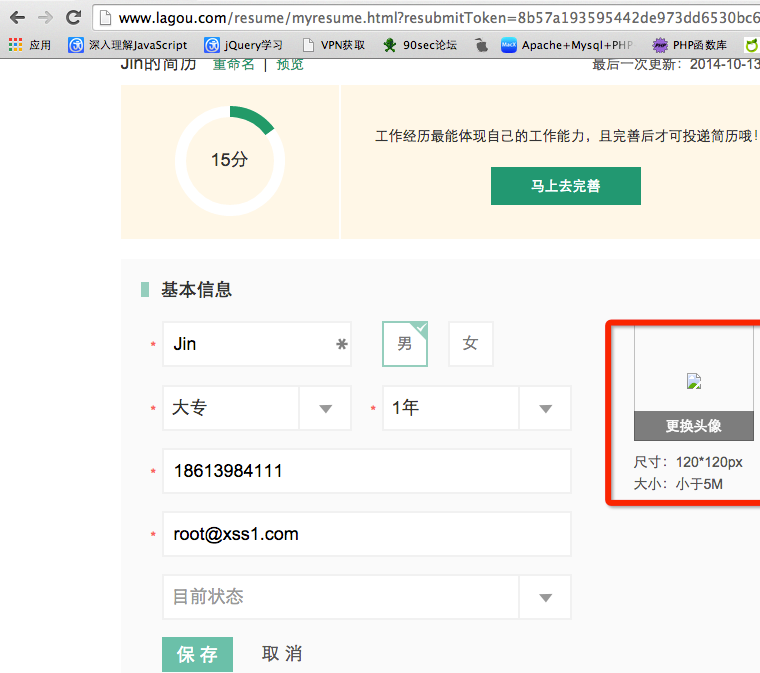 www.lagou.com/resume/myresume.html?resubmitToken=8b57a193595442de973dd6530bc6
应用 深入理解JavaScript jQuery学习 VPN获取 90sec论坛 Apache+Mysql+PHP PHP函数库
Jin的简历 重命名 | 预览 最后一次更新：2014-10-13
15分
工作经历最能体现自己的工作能力，且完善后才可投递简历哦！
马上去完善
基本信息
* Jin 男 女
* 大专 * 1年
更换头像
尺寸：120*120px
* 18613984111
大小：小于5M
* root@xss1.com
目前状态
保 存 取 消